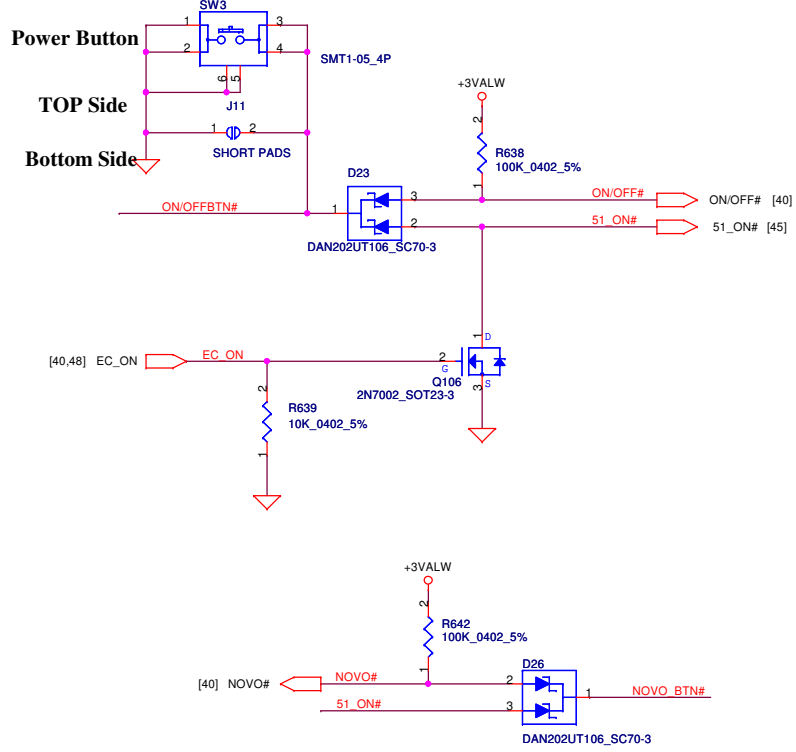 SW3
1
3
Power Button
2
4
SMT1-05_4P
6
5
TOP Side
J11
1
2
Bottom Side
SHORT PADS
+3VALW
2
R638
100K_0402_5%
1
D23
ON/OFFBTN#
1
3
ON/OFF#
ON/OFF# [40]
2
51_ON#
51_ON# [45]
DAN202UT106_SC70-3
1
D
[40,48] EC_ON
EC_ON
2
G
Q106
3
S
2N7002_SOT23-3
2
R639
10K_0402_5%
1
+3VALW
2
R642
100K_0402_5%
1
D26
[40] NOVO#
NOVO#
2
1
NOVO_BTN#
51_ON#
3
DAN202UT106_SC70-3